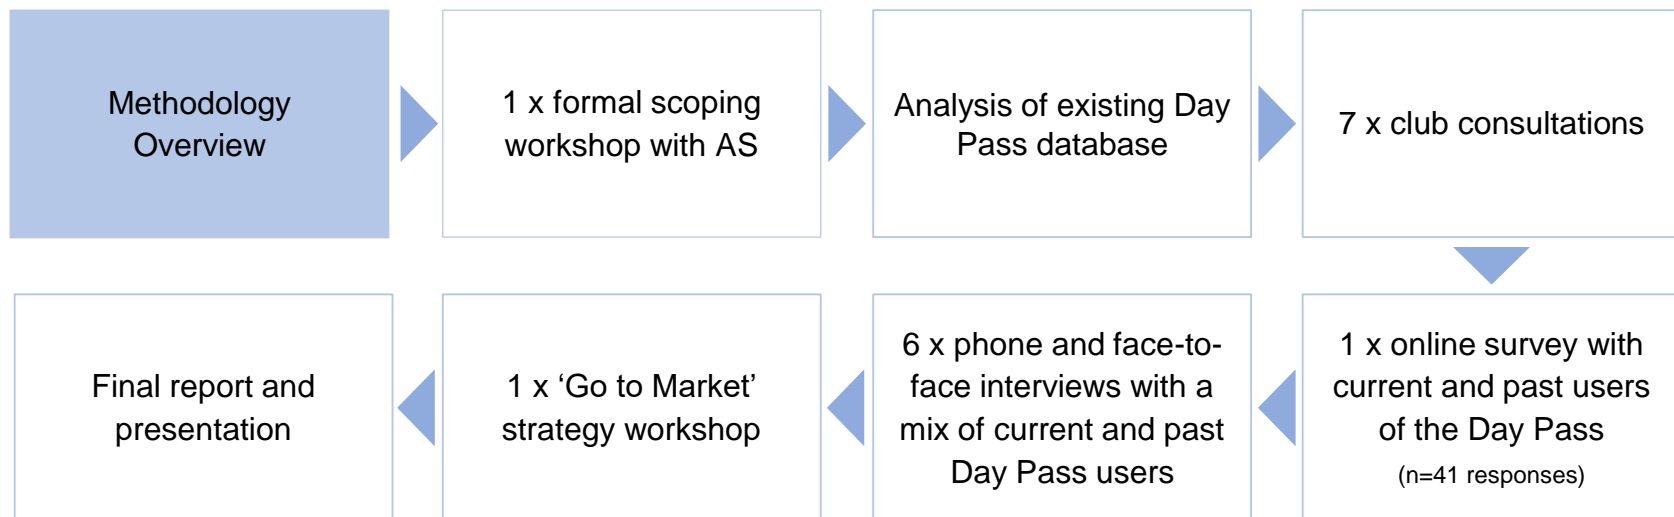 Methodology
Overview
1 x formal scoping
workshop with AS
Analysis of existing Day
Pass database
7 x club consultations
1 x online survey with
current and past users
of the Day Pass
(n=41 responses)
6 x phone and face-to-
face interviews with a
mix of current and past
Day Pass users
1 x ‘Go to Market’
strategy workshop
Final report and
presentation